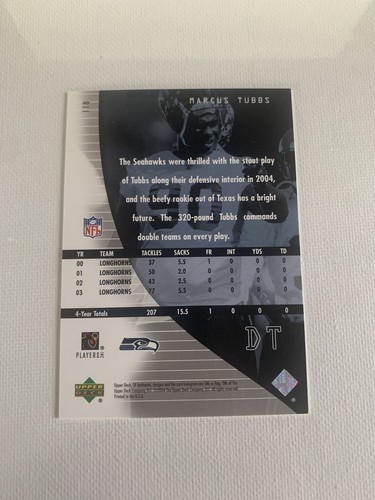 MARCUS TUBBS
The Seahawks were thrilled with the stout play
of Tubbs along their defensive interior in 2004,
and the beefy rookie out of Texas has a bright
future. The 320-pound Tubbs commands
double teams on every play.
NFL
YR TEAM TACKLES SACKS FR INT YDS TD
00 LONGHORNS 37 5.5 1 0 0 0
01 LONGHORNS 50 2.0 0 0 0
02 LONGHORNS 43 2.5 0 0 0
03 LONGHORNS 77 5.5 0 0 0
4-Year Totals 207 15.5 1 0 0 0
DT
PLAYERS INC
UPPER DECK
Printed in the U.S.A.